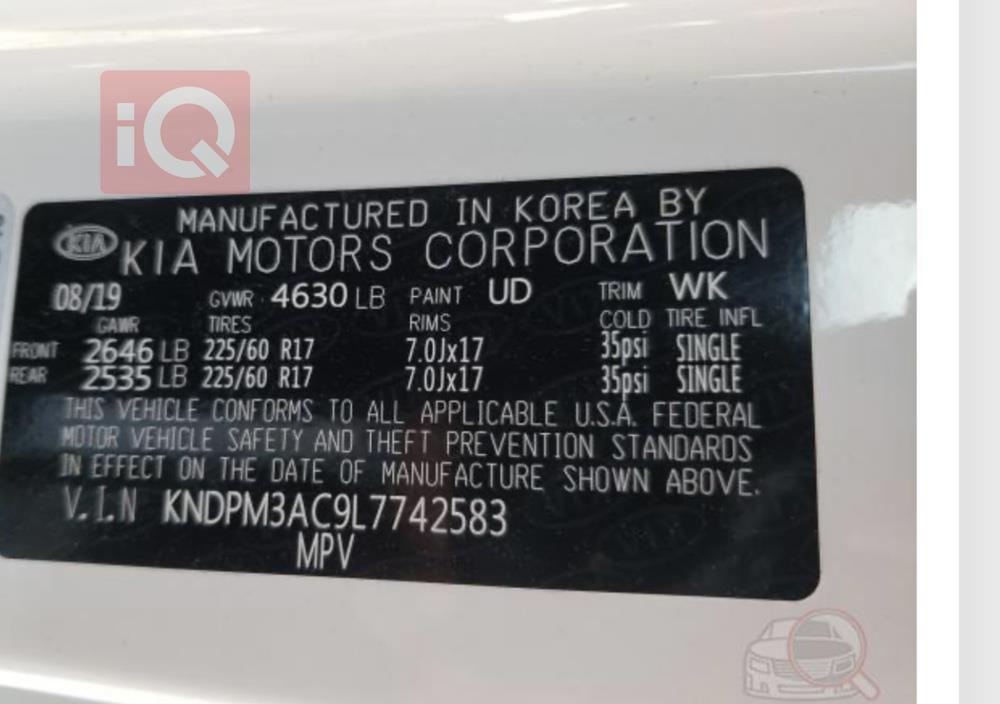 iQ
MANUFACTURED IN KOREA BY
KIA KIA MOTORS CORPORATION
08/19 GVWR 4630 LB PAINT UD TRIM WK
GAWR TIRES RIMS COLD TIRE INFL
FRONT 2646 LB 225/60 R17 7.0Jx17 35psi SINGLE
REAR 2535 LB 225/60 R17 7.0Jx17 35psi SINGLE
THIS VEHICLE CONFORMS TO ALL APPLICABLE U.S.A. FEDERAL
MOTOR VEHICLE SAFETY AND THEFT PREVENTION STANDARDS
IN EFFECT ON THE DATE OF MANUFACTURE SHOWN ABOVE.
V.I.N KNDPM3AC9L7742583
MPV